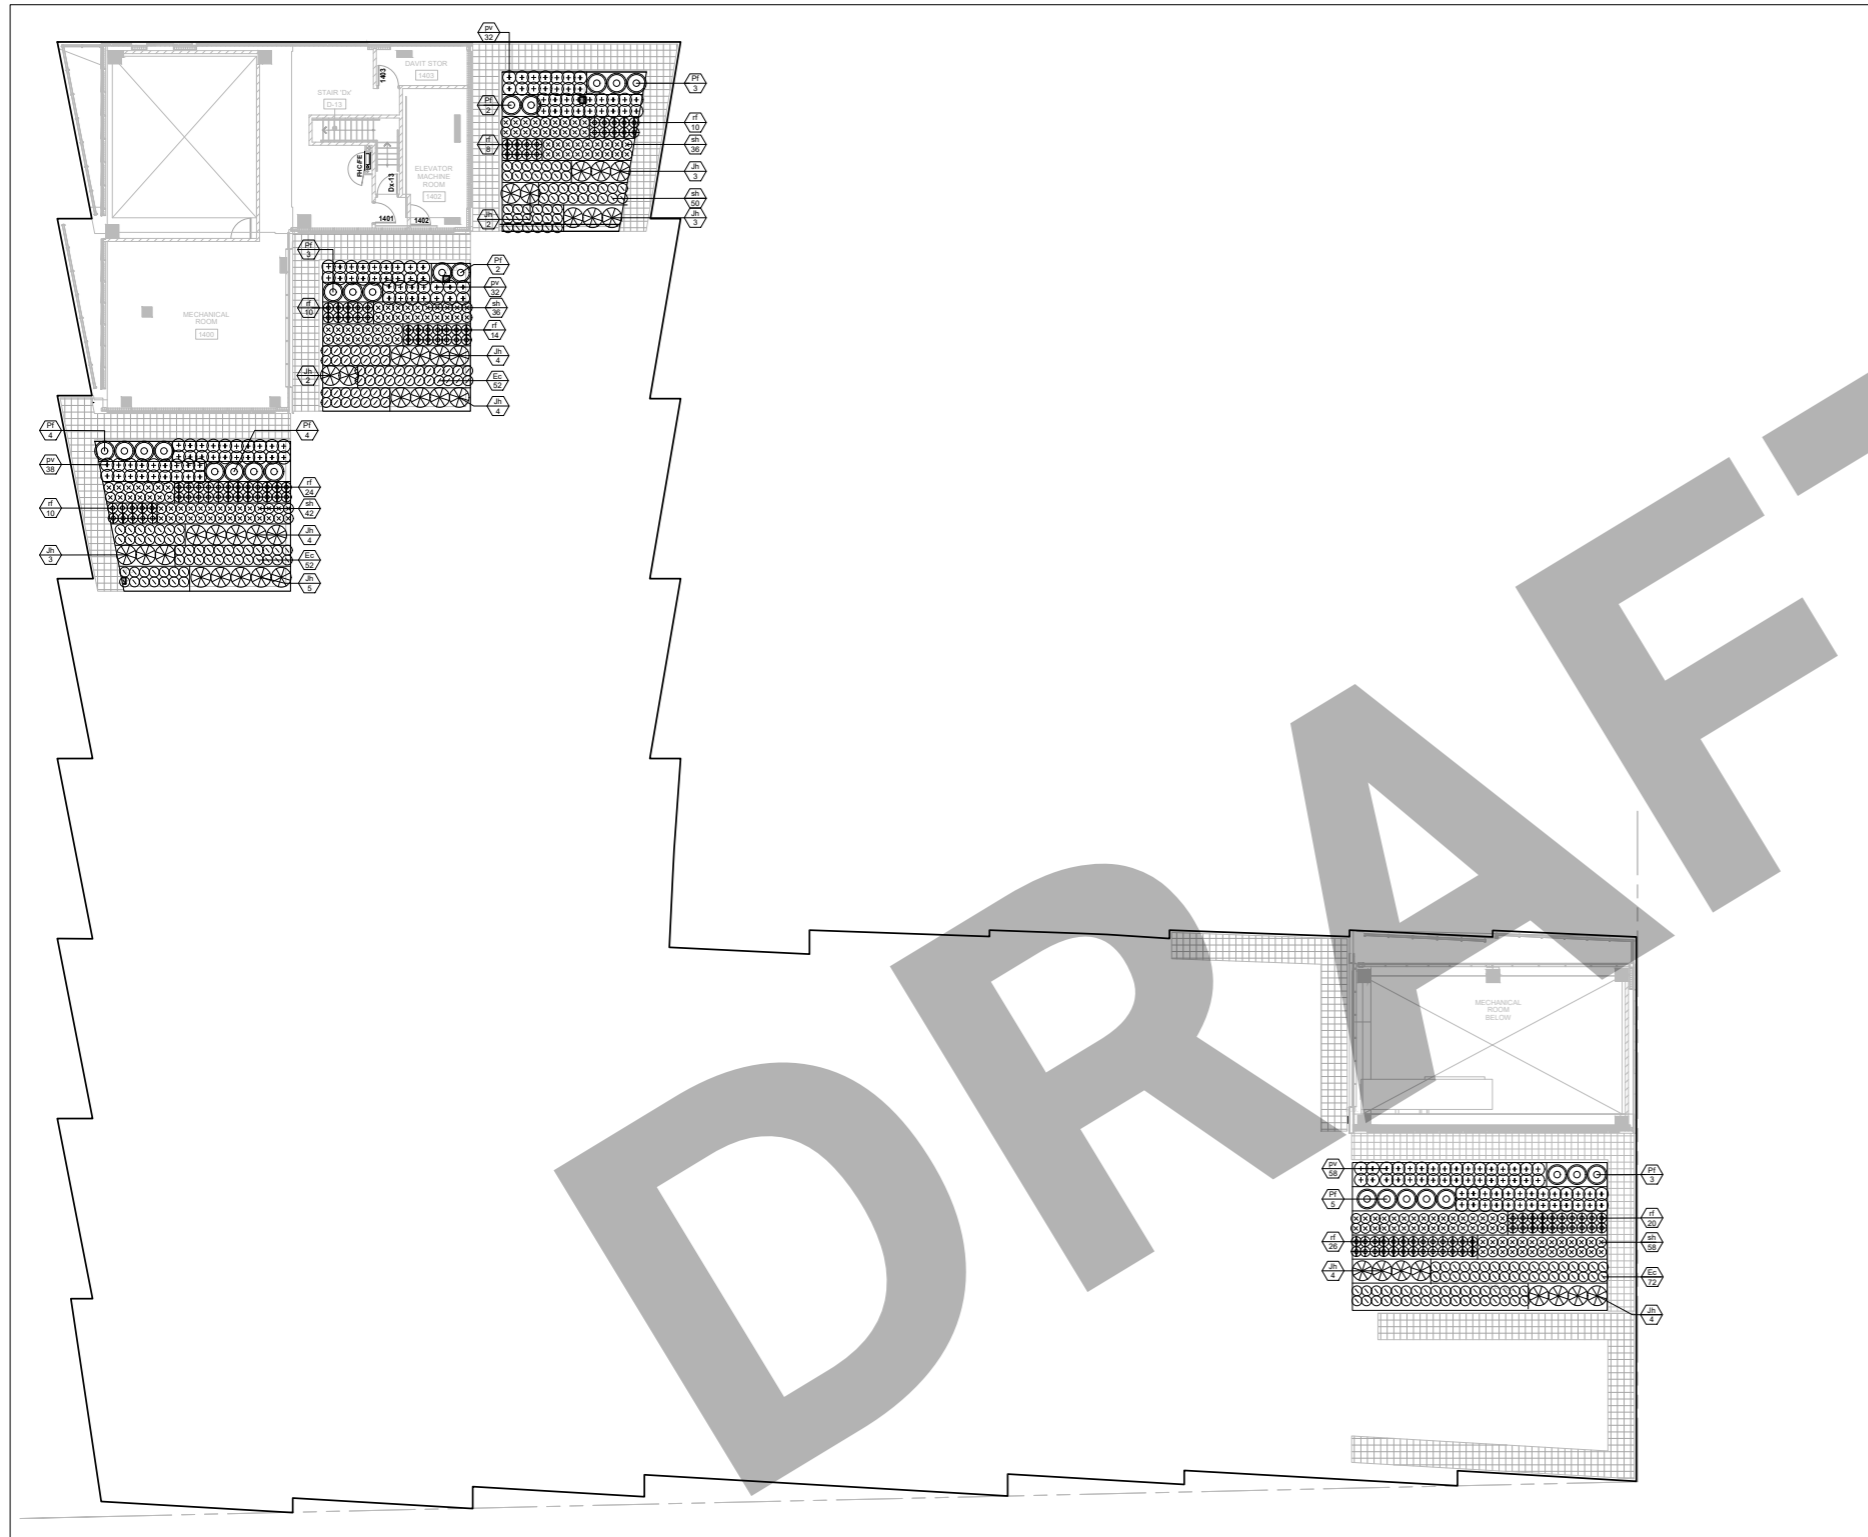 pv
32
DAVIT STOR
1403
1403
STAIR 'Dx'
D-13
Pf
3
Pf
2
rf
10
rf
8
sh
36
FHC/FE
ELEVATOR
MACHINE
ROOM
1402
Dx-13
Jh
3
sh
50
Jh
2
Jh
3
1401
1402
Pf
3
Pf
2
pv
32
rf
10
sh
36
MECHANICAL
ROOM
1400
rf
14
Jh
4
Jh
2
Ec
52
Jh
4
Pf
4
Pf
4
pv
38
rf
24
rf
10
sh
42
Jh
4
Jh
3
Ec
52
Jh
5
DRAFT
MECHANICAL
ROOM
BELOW
pv
58
Pf
3
Pf
5
rf
20
rf
26
sh
58
Jh
4
Ec
72
Jh
4